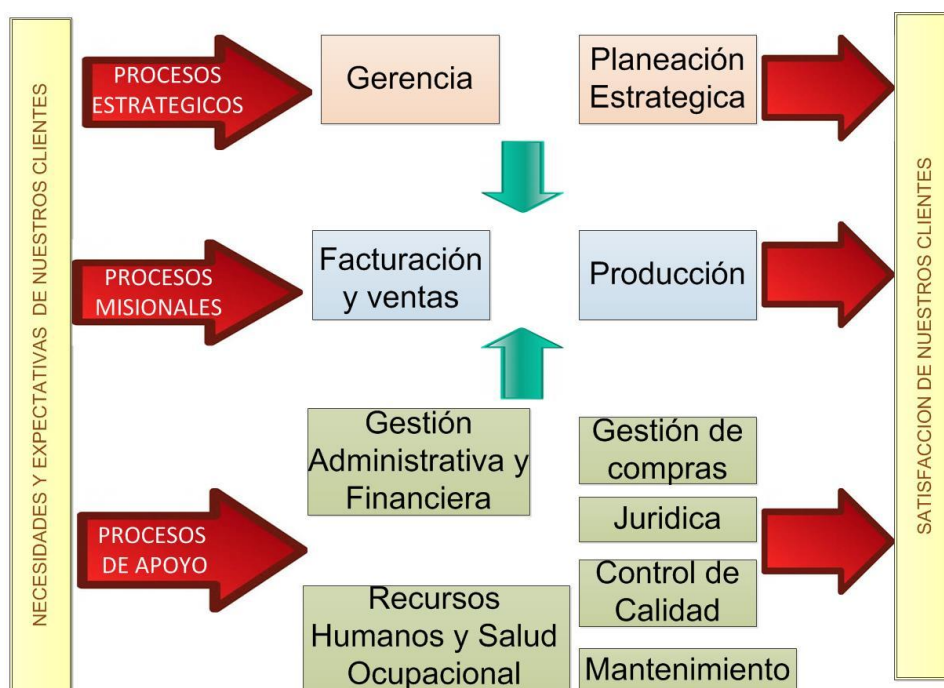 NECESIDADES Y EXPECTATIVAS DE NUESTROS CLIENTES
PROCESOS
ESTRATEGICOS
Gerencia
Planeación
Estrategica
PROCESOS
MISIONALES
Facturación
y ventas
Producción
PROCESOS
DE APOYO
Gestión
Administrativa y
Financiera
Gestión de
compras
Juridica
Control de
Calidad
Recursos
Humanos y Salud
Ocupacional
Mantenimiento
SATISFACCION DE NUESTROS CLIENTES